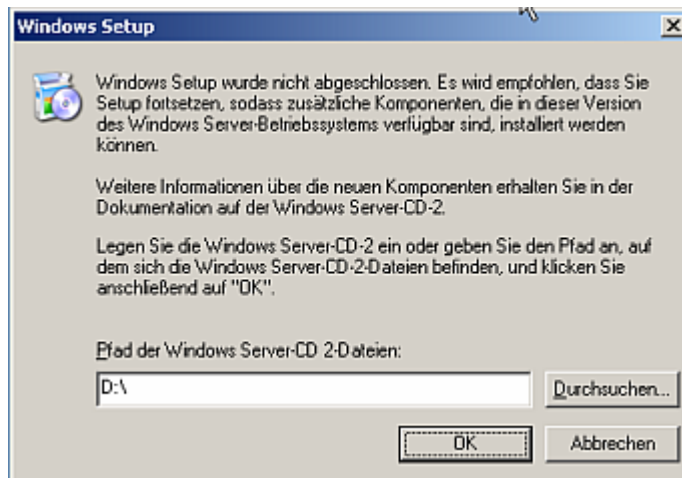 Windows Setup
Windows Setup wurde nicht abgeschlossen. Es wird empfohlen, dass Sie
Setup fortsetzen, sodass zusätzliche Komponenten, die in dieser Version
des Windows Server-Betriebssystems verfügbar sind, installiert werden
können.
Weitere Informationen über die neuen Komponenten erhalten Sie in der
Dokumentation auf der Windows Server-CD-2.
Legen Sie die Windows Server-CD-2 ein oder geben Sie den Pfad an, auf
dem sich die Windows Server-CD-2-Dateien befinden, und klicken Sie
anschließend auf "OK".
Pfad der Windows Server-CD 2-Dateien:
D:\
Durchsuchen...
OK
Abbrechen